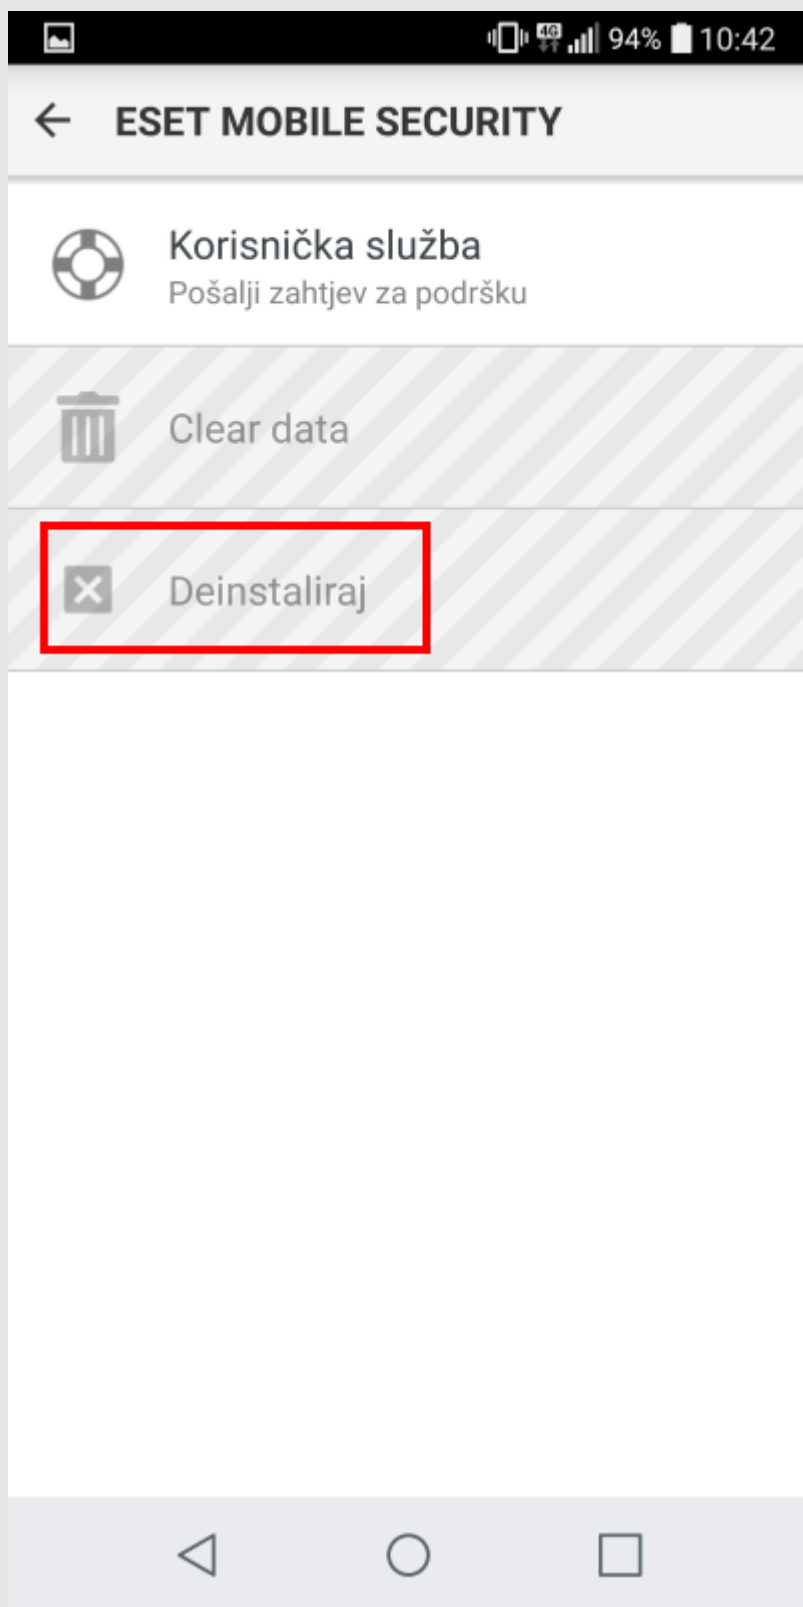 94% 10:42
ESET MOBILE SECURITY
Korisnička služba
Pošalji zahtjev za podršku
Clear data
Deinstaliraj